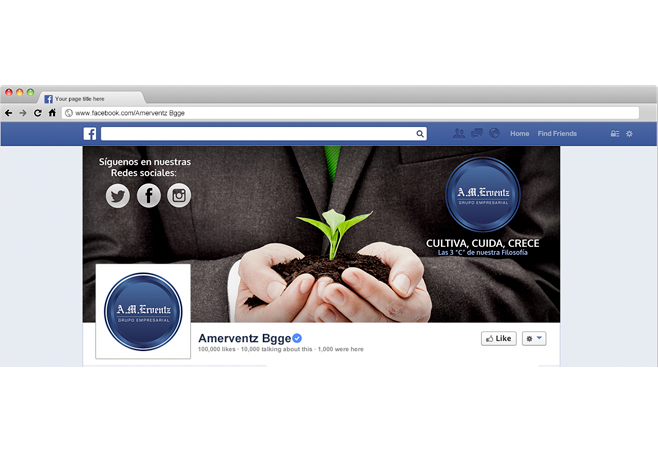 Your page title here
www.facebook.com/Amerventz Bgge
f
Home Find Friends
Síguenos en nuestras
Redes sociales:
A.M.Erventz
GRUPO EMPRESARIAL
CULTIVA, CUIDA, CRECE
Las 3 "C" de nuestra Filosofía
A.M.Erventz
GRUPO EMPRESARIAL
Amerventz Bgge
Like
100,000 likes · 10,000 talking about this · 1,000 were here